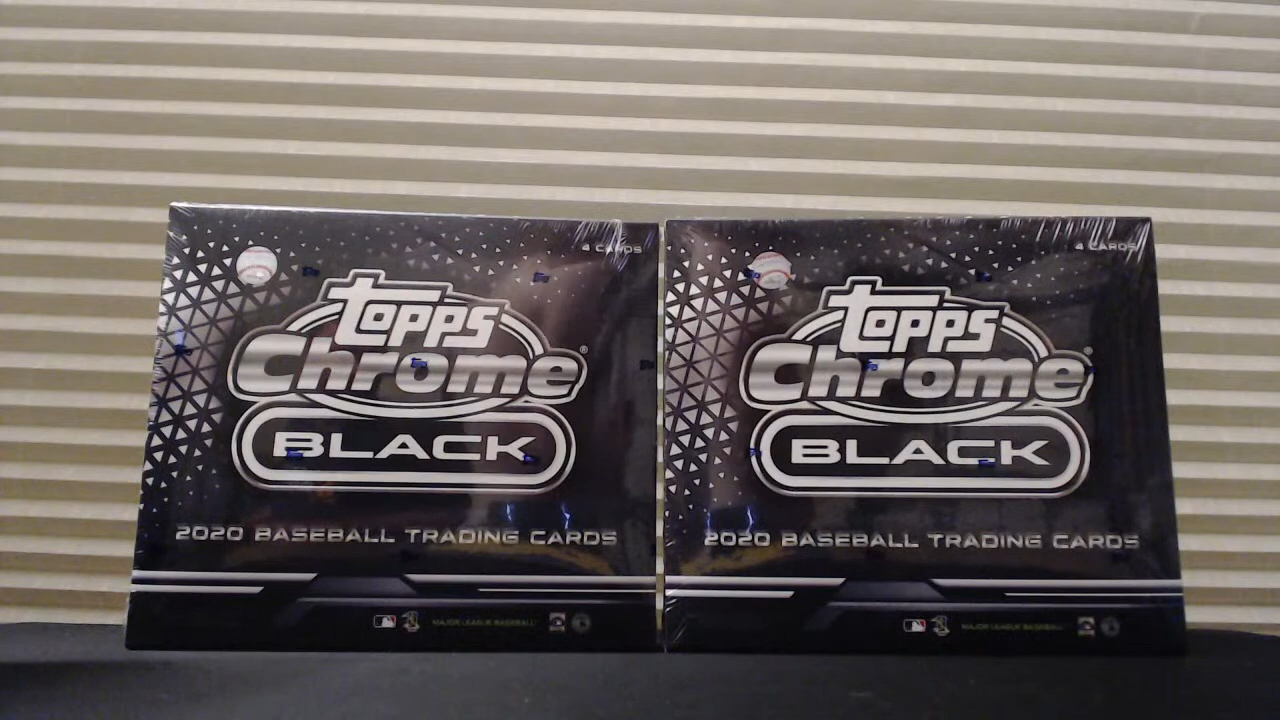 4 CARDS
topps
Chrome®
BLACK
2020 BASEBALL TRADING CARDS
MAJOR LEAGUE BASEBALL
4 CARDS
topps
Chrome®
BLACK
2020 BASEBALL TRADING CARDS
MAJOR LEAGUE BASEBALL